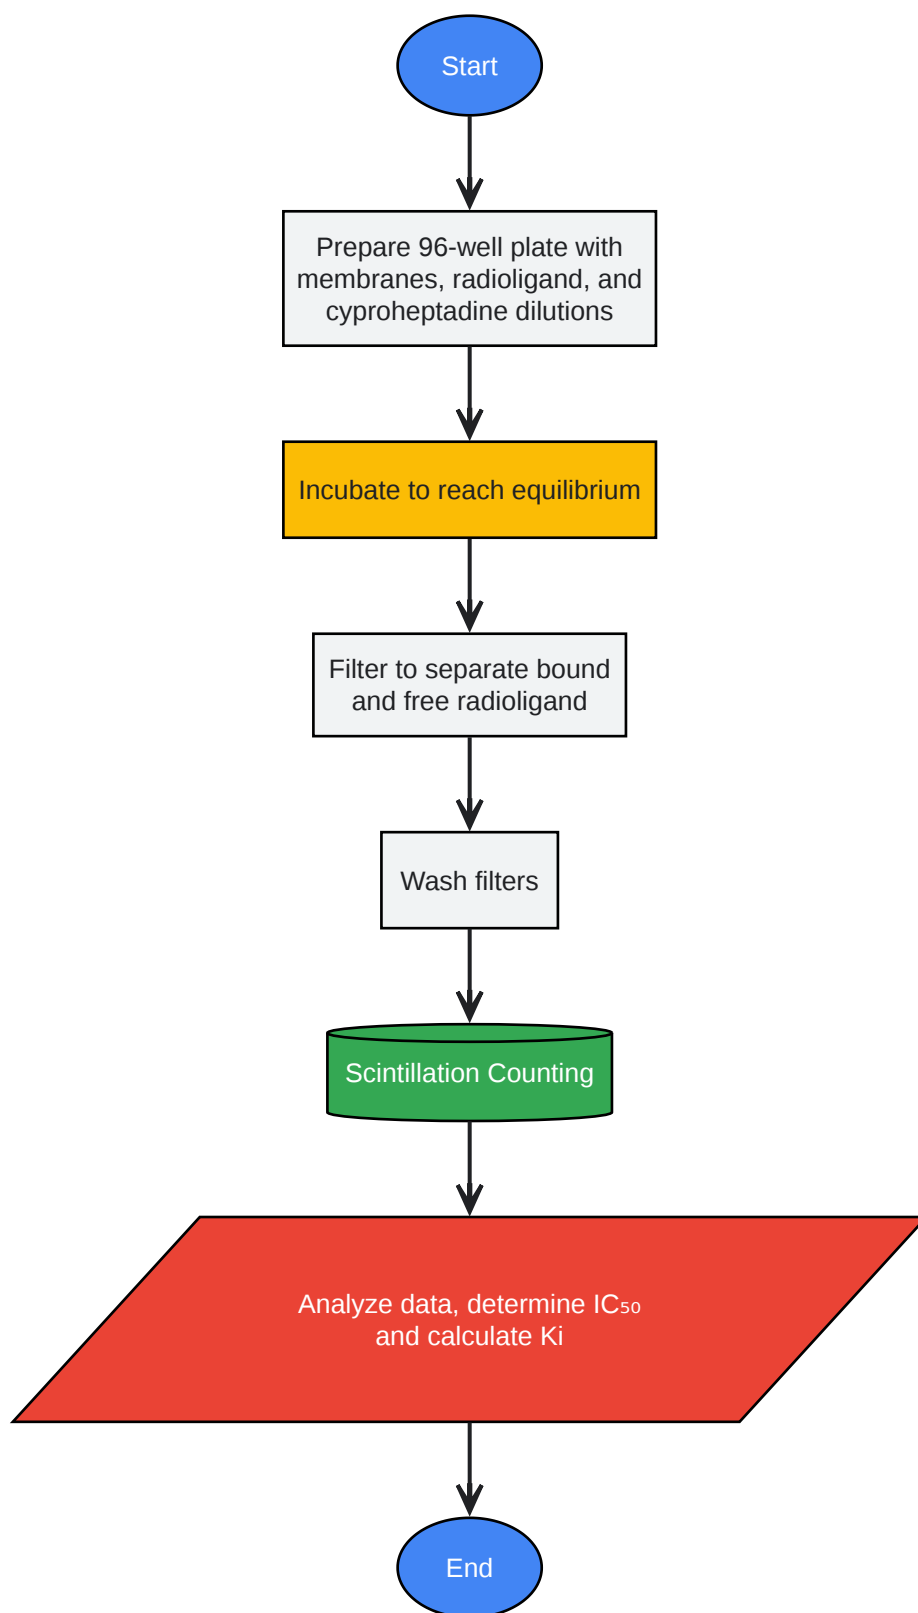 Start
Prepare 96-well plate with
membranes, radioligand, and
cyproheptadine dilutions
Incubate to reach equilibrium
Filter to separate bound
and free radioligand
Wash filters
Scintillation Counting
Analyze data, determine IC₅₀
and calculate Ki
End